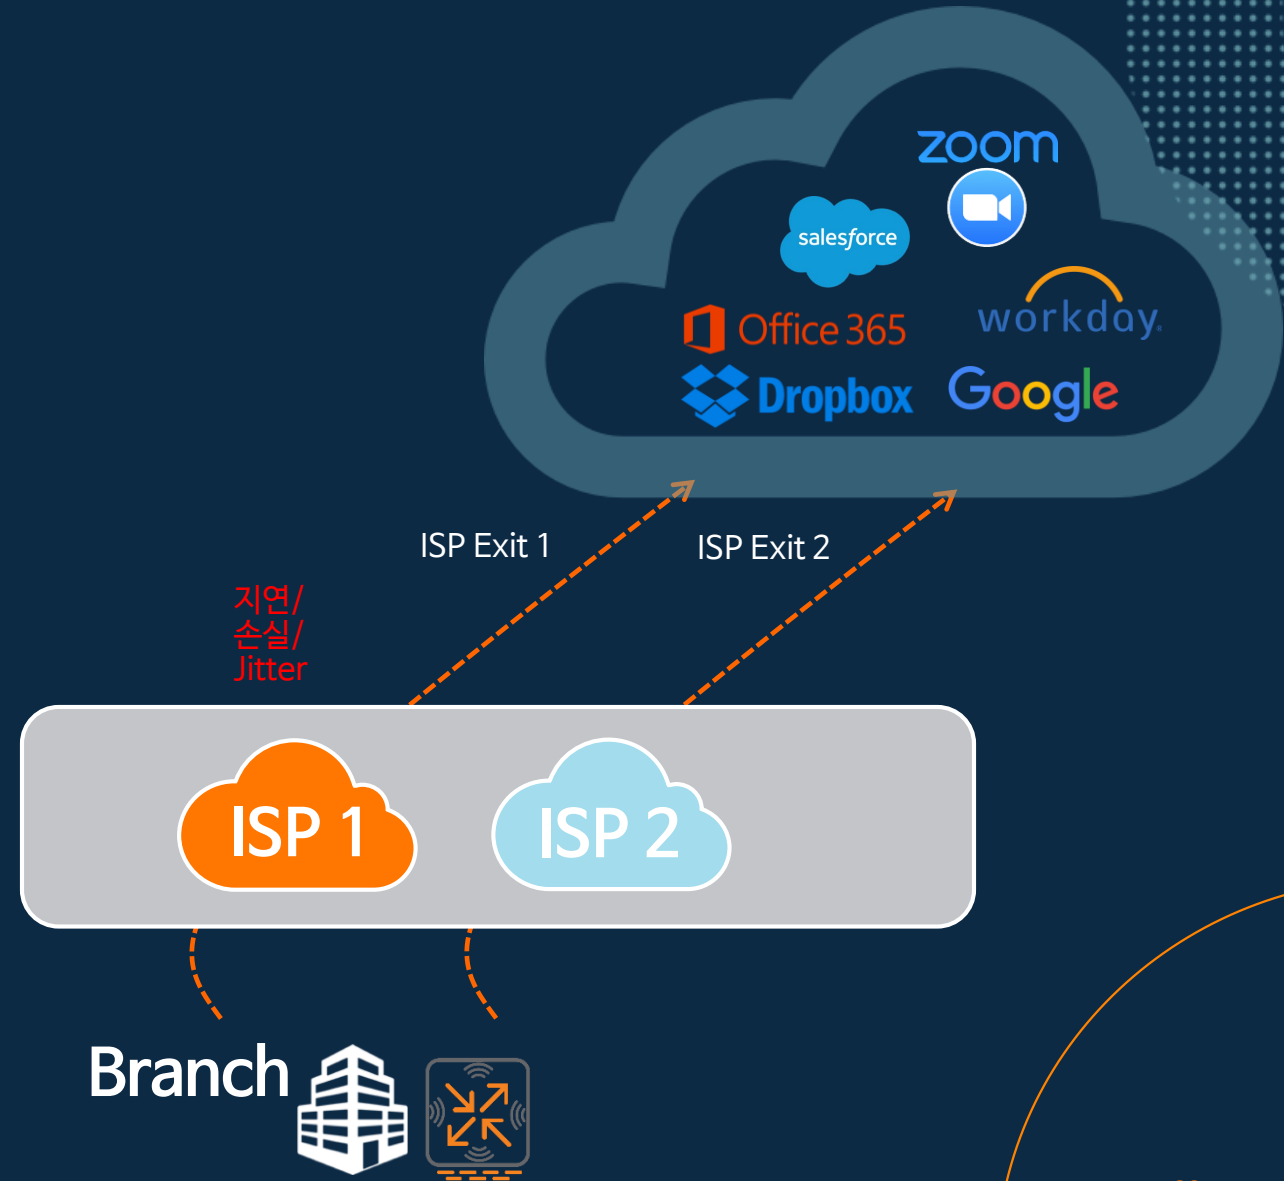 zoom
salesforce
Office 365
workday.
Dropbox
Google
ISP Exit 1
ISP Exit 2
지연/
손실/
Jitter
ISP 1
ISP 2
Branch